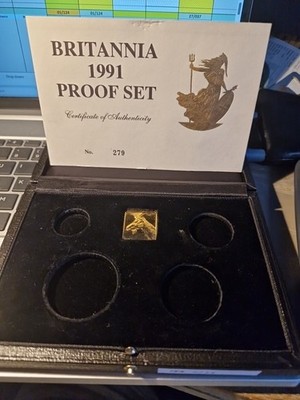 BRITANNIA
1991
PROOF SET
Certificate of Authenticity
No. 279